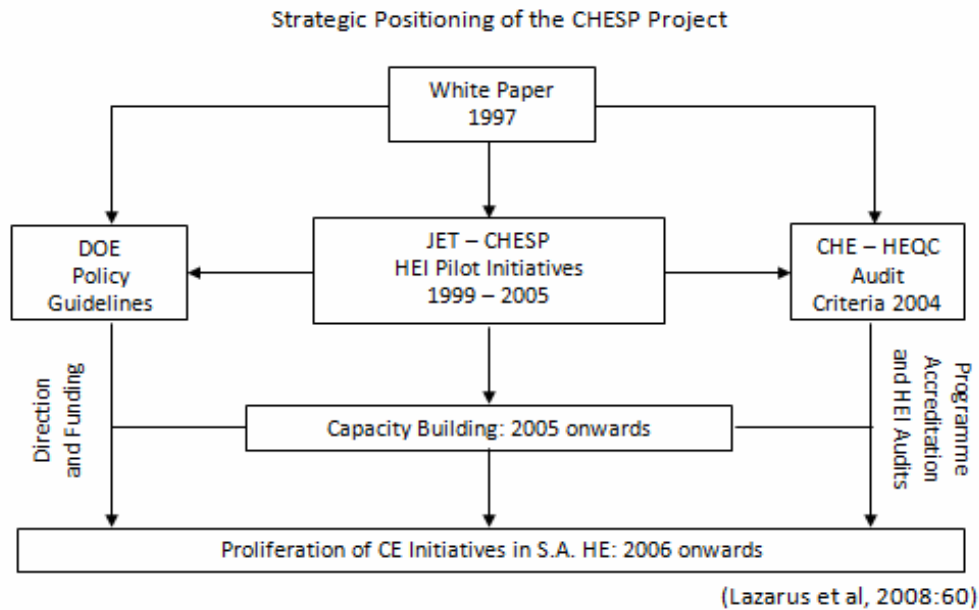 Strategic Positioning of the CHESP Project
White Paper
1997
DOE
Policy
Guidelines
JET – CHESP
HEI Pilot Initiatives
1999 – 2005
CHE – HEQC
Audit
Criteria 2004
Direction
and Funding
Programme
Accreditation
and HEI Audits
Capacity Building: 2005 onwards
Proliferation of CE Initiatives in S.A. HE: 2006 onwards
(Lazarus et al, 2008:60)